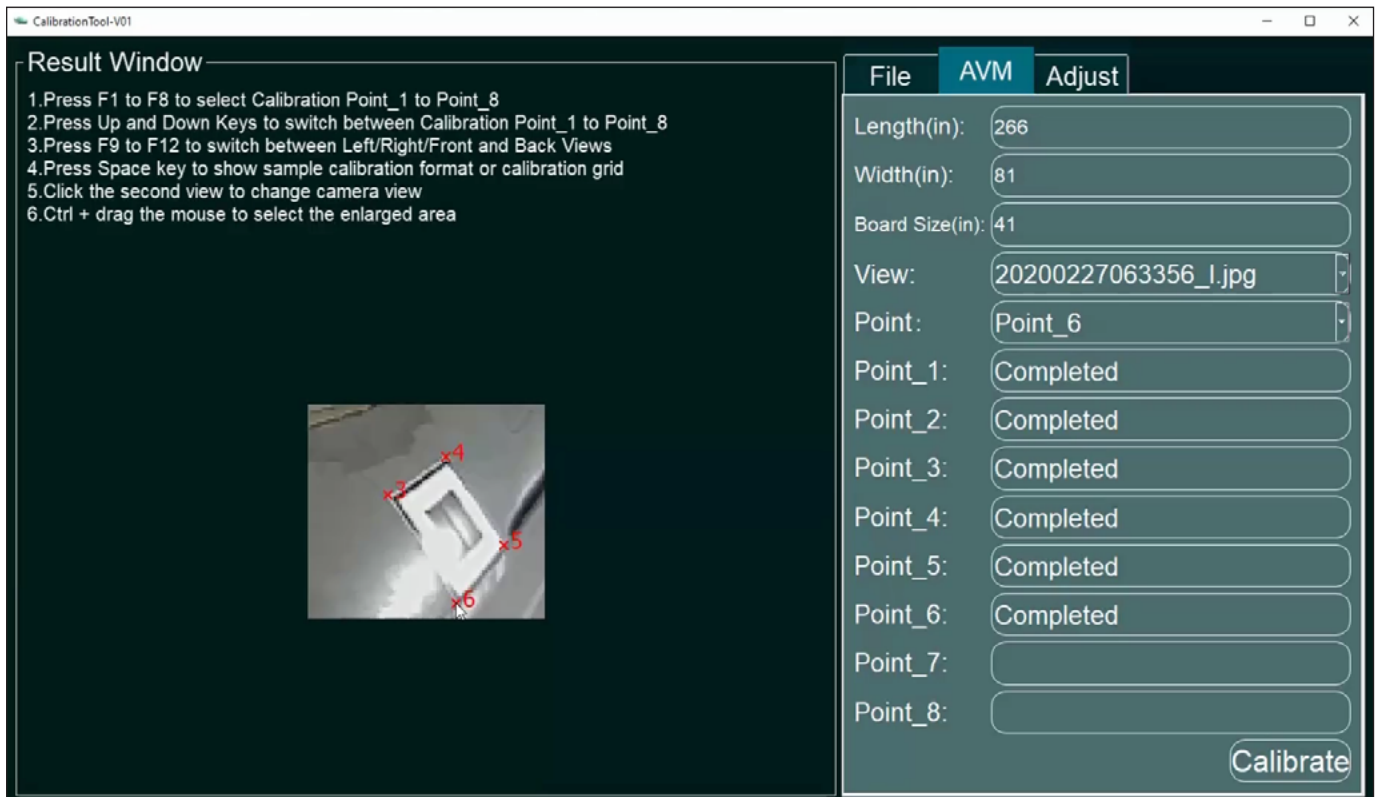 CalibrationTool-V01
Result Window
1.Press F1 to F8 to select Calibration Point_1 to Point_8
2.Press Up and Down Keys to switch between Calibration Point_1 to Point_8
3.Press F9 to F12 to switch between Left/Right/Front and Back Views
4.Press Space key to show sample calibration format or calibration grid
5.Click the second view to change camera view
6.Ctrl + drag the mouse to select the enlarged area
4
3
5
6
File AVM Adjust
Length(in): 266
Width(in): 81
Board Size(in): 41
View: 20200227063356_l.jpg
Point: Point_6
Point_1: Completed
Point_2: Completed
Point_3: Completed
Point_4: Completed
Point_5: Completed
Point_6: Completed
Point_7:
Point_8:
Calibrate